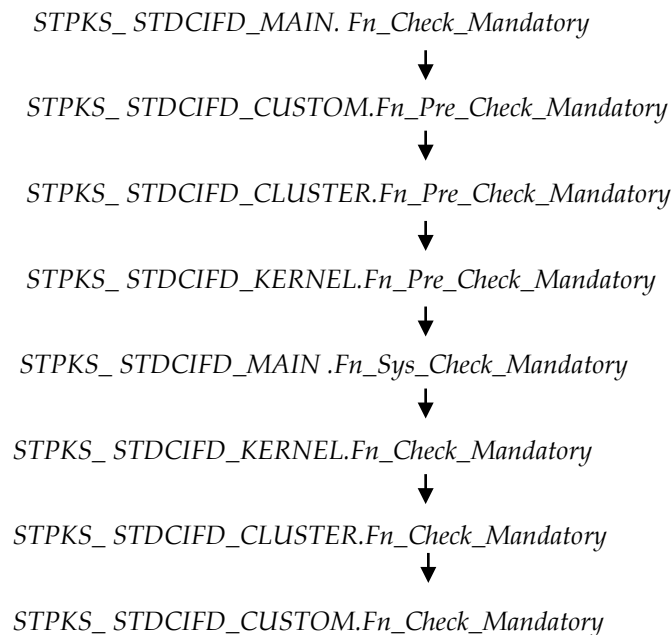 STPKS_ STDCIFD_MAIN. Fn_Check_Mandatory
STPKS_ STDCIFD_CUSTOM.Fn_Pre_Check_Mandatory
STPKS_ STDCIFD_CLUSTER.Fn_Pre_Check_Mandatory
STPKS_ STDCIFD_KERNEL.Fn_Pre_Check_Mandatory
STPKS_ STDCIFD_MAIN .Fn_Sys_Check_Mandatory
STPKS_ STDCIFD_KERNEL.Fn_Check_Mandatory
STPKS_ STDCIFD_CLUSTER.Fn_Check_Mandatory
STPKS_ STDCIFD_CUSTOM.Fn_Check_Mandatory